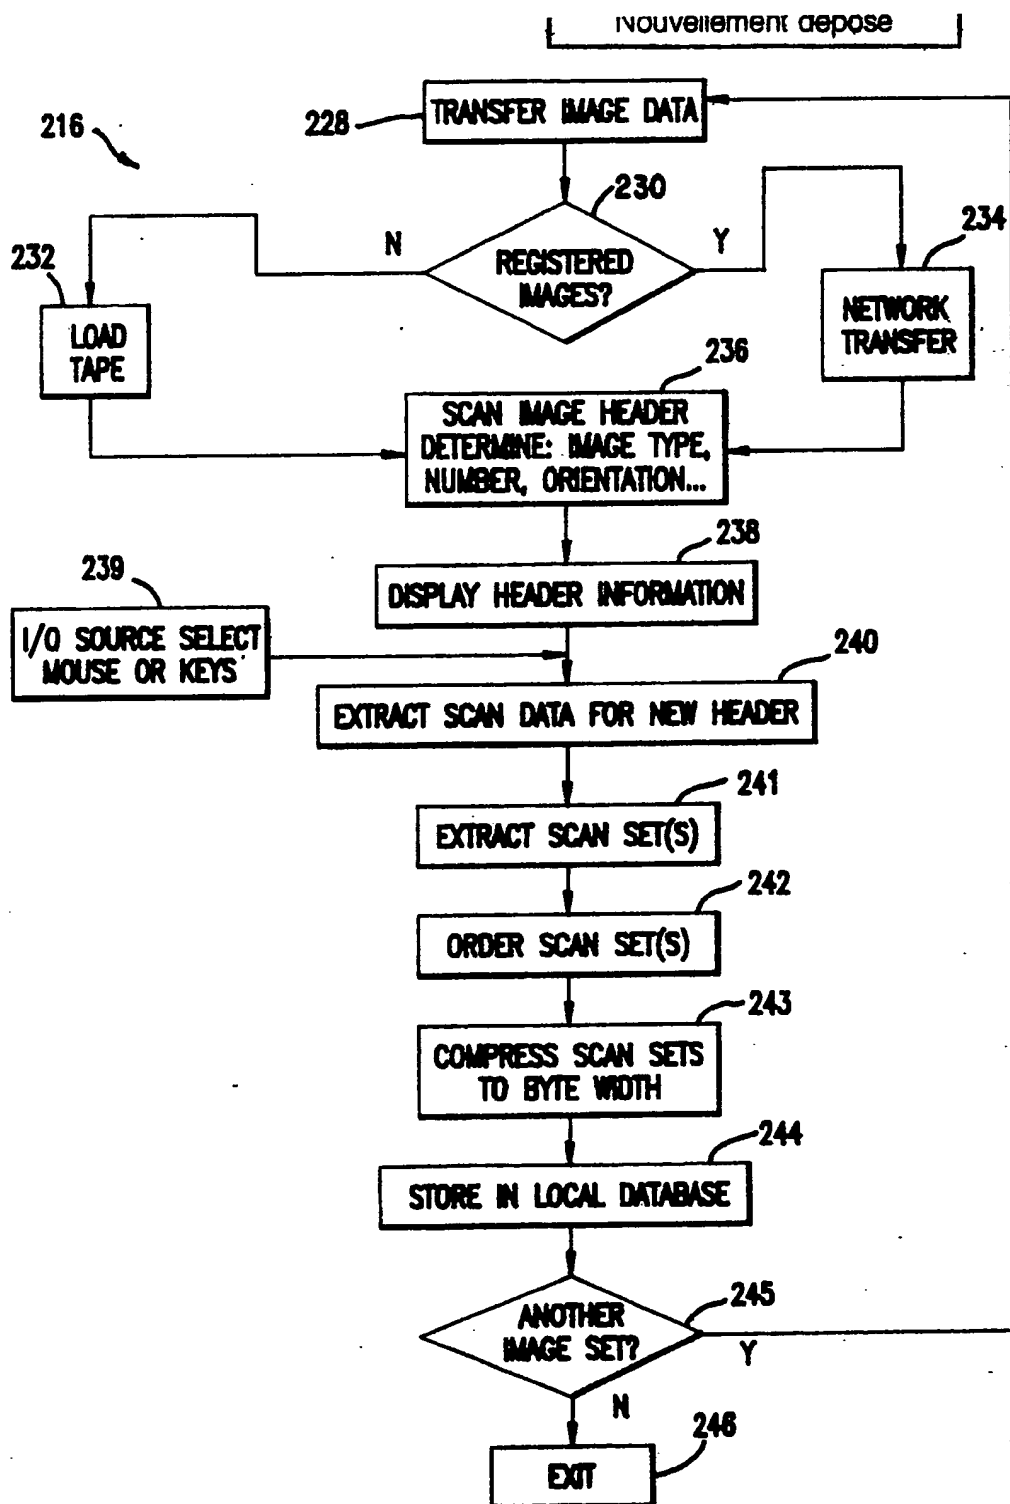 Nouvellement déposé
TRANSFER IMAGE DATA
228
216
230
REGISTERED
IMAGES?
N
Y
232
LOAD
TAPE
234
NETWORK
TRANSFER
236
SCAN IMAGE HEADER
DETERMINE: IMAGE TYPE,
NUMBER, ORIENTATION...
238
DISPLAY HEADER INFORMATION
239
I/O SOURCE SELECT
MOUSE OR KEYS
240
EXTRACT SCAN DATA FOR NEW HEADER
241
EXTRACT SCAN SET(S)
242
ORDER SCAN SET(S)
243
COMPRESS SCAN SETS
TO BYTE WIDTH
244
STORE IN LOCAL DATABASE
245
ANOTHER
IMAGE SET?
Y
N
246
EXIT